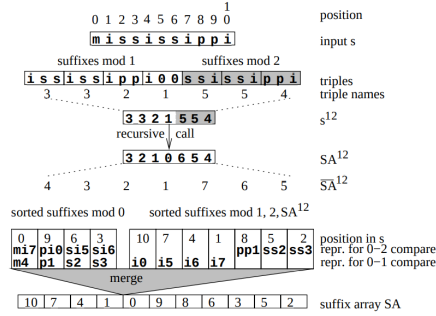 1
0 1 2 3 4 5 6 7 8 9 0 position
m i s s i s s i p p i input s
suffixes mod 1 suffixes mod 2
i s s i s s i p p i 0 0 s s i s s i p p i triples
3 3 2 1 5 5 4 triple names
3 3 2 1 5 5 4 s12
recursive call
3 2 1 0 6 5 4 SA12
4 3 2 1 7 6 5 SA12
sorted suffixes mod 0 sorted suffixes mod 1, 2, SA12
0 9 6 3 10 7 4 1 8 5 2 position in s
mi7 pi0 si5 si6 pp1 ss2 ss3 repr. for 0−2 compare
m4 p1 s2 s3 i0 i5 i6 i7 repr. for 0−1 compare
merge
10 7 4 1 0 9 8 6 3 5 2 suffix array SA